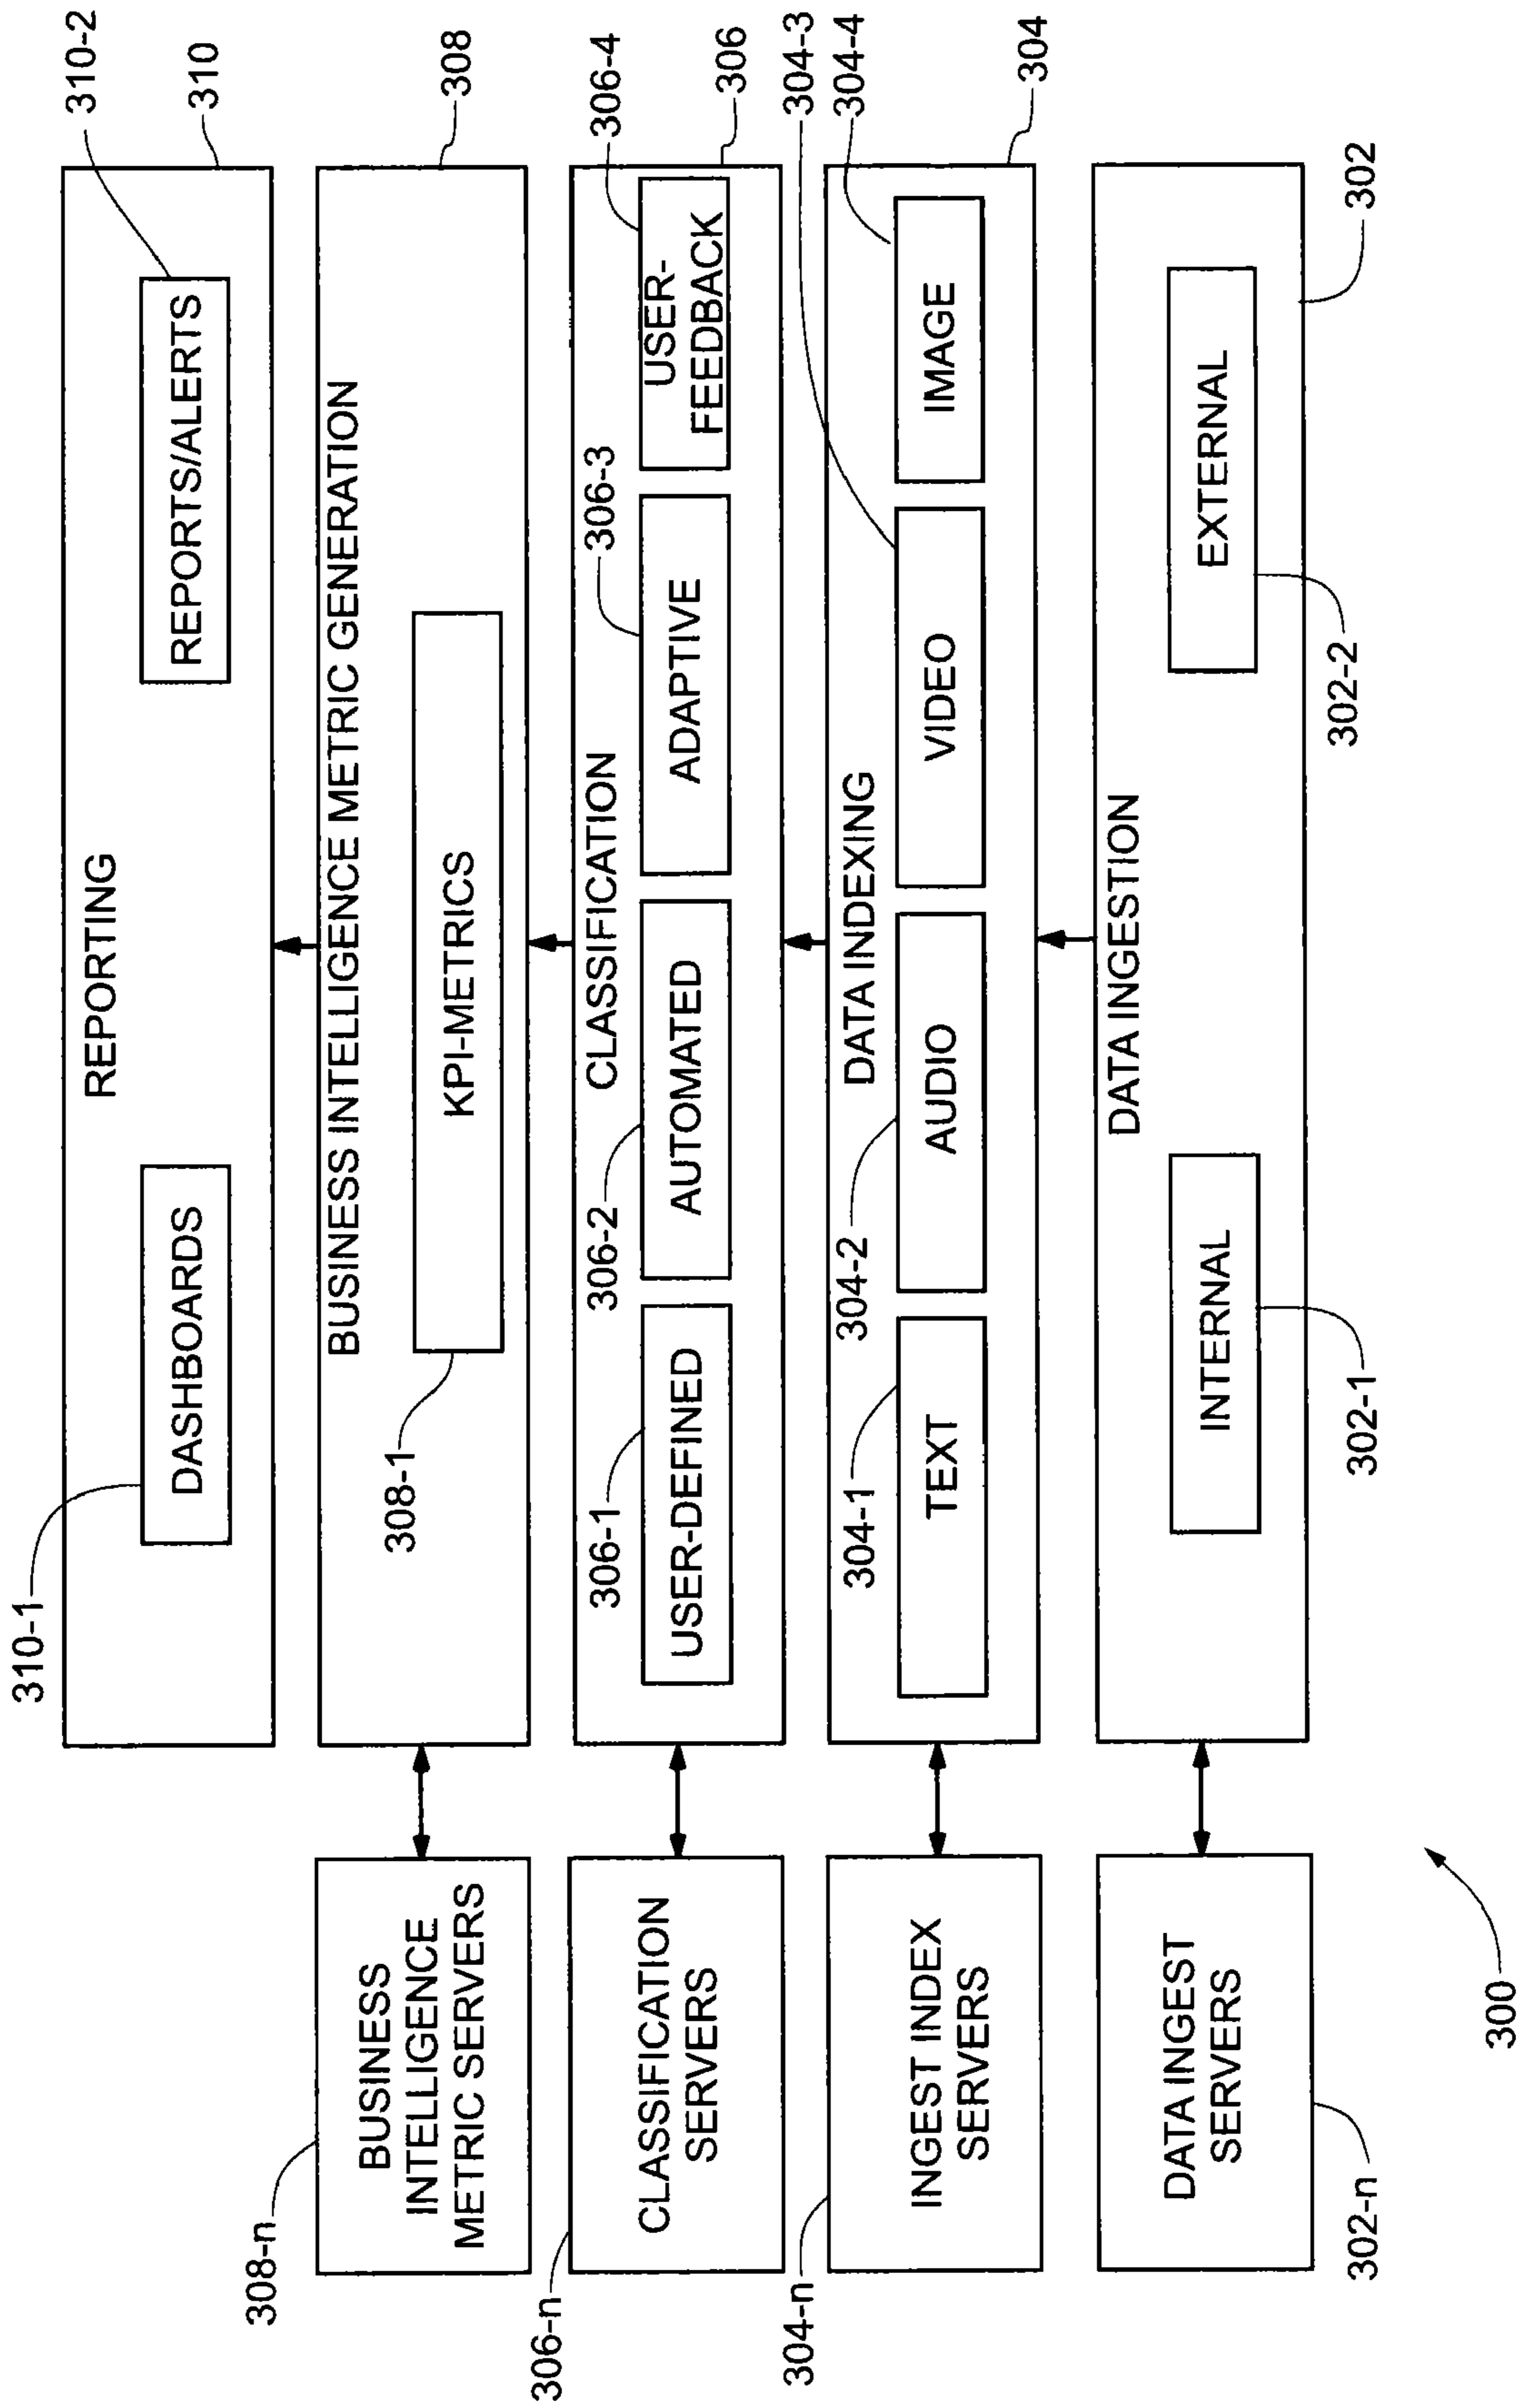 310-1
REPORTING
310-2
310
DASHBOARDS
REPORTS/ALERTS
308-n
BUSINESS
INTELLIGENCE
METRIC SERVERS
BUSINESS INTELLIGENCE METRIC GENERATION
308
308-1
KPI-METRICS
306-n
CLASSIFICATION
SERVERS
306-1
306-2
CLASSIFICATION
306-3
306-4
306
USER-DEFINED
AUTOMATED
ADAPTIVE
USER-
FEEDBACK
304-n
INGEST INDEX
SERVERS
304-1
304-2
DATA INDEXING
304-3
304-4
304
TEXT
AUDIO
VIDEO
IMAGE
DATA INGEST
SERVERS
302-n
DATA INGESTION
INTERNAL
EXTERNAL
302-1
302-2
302
300